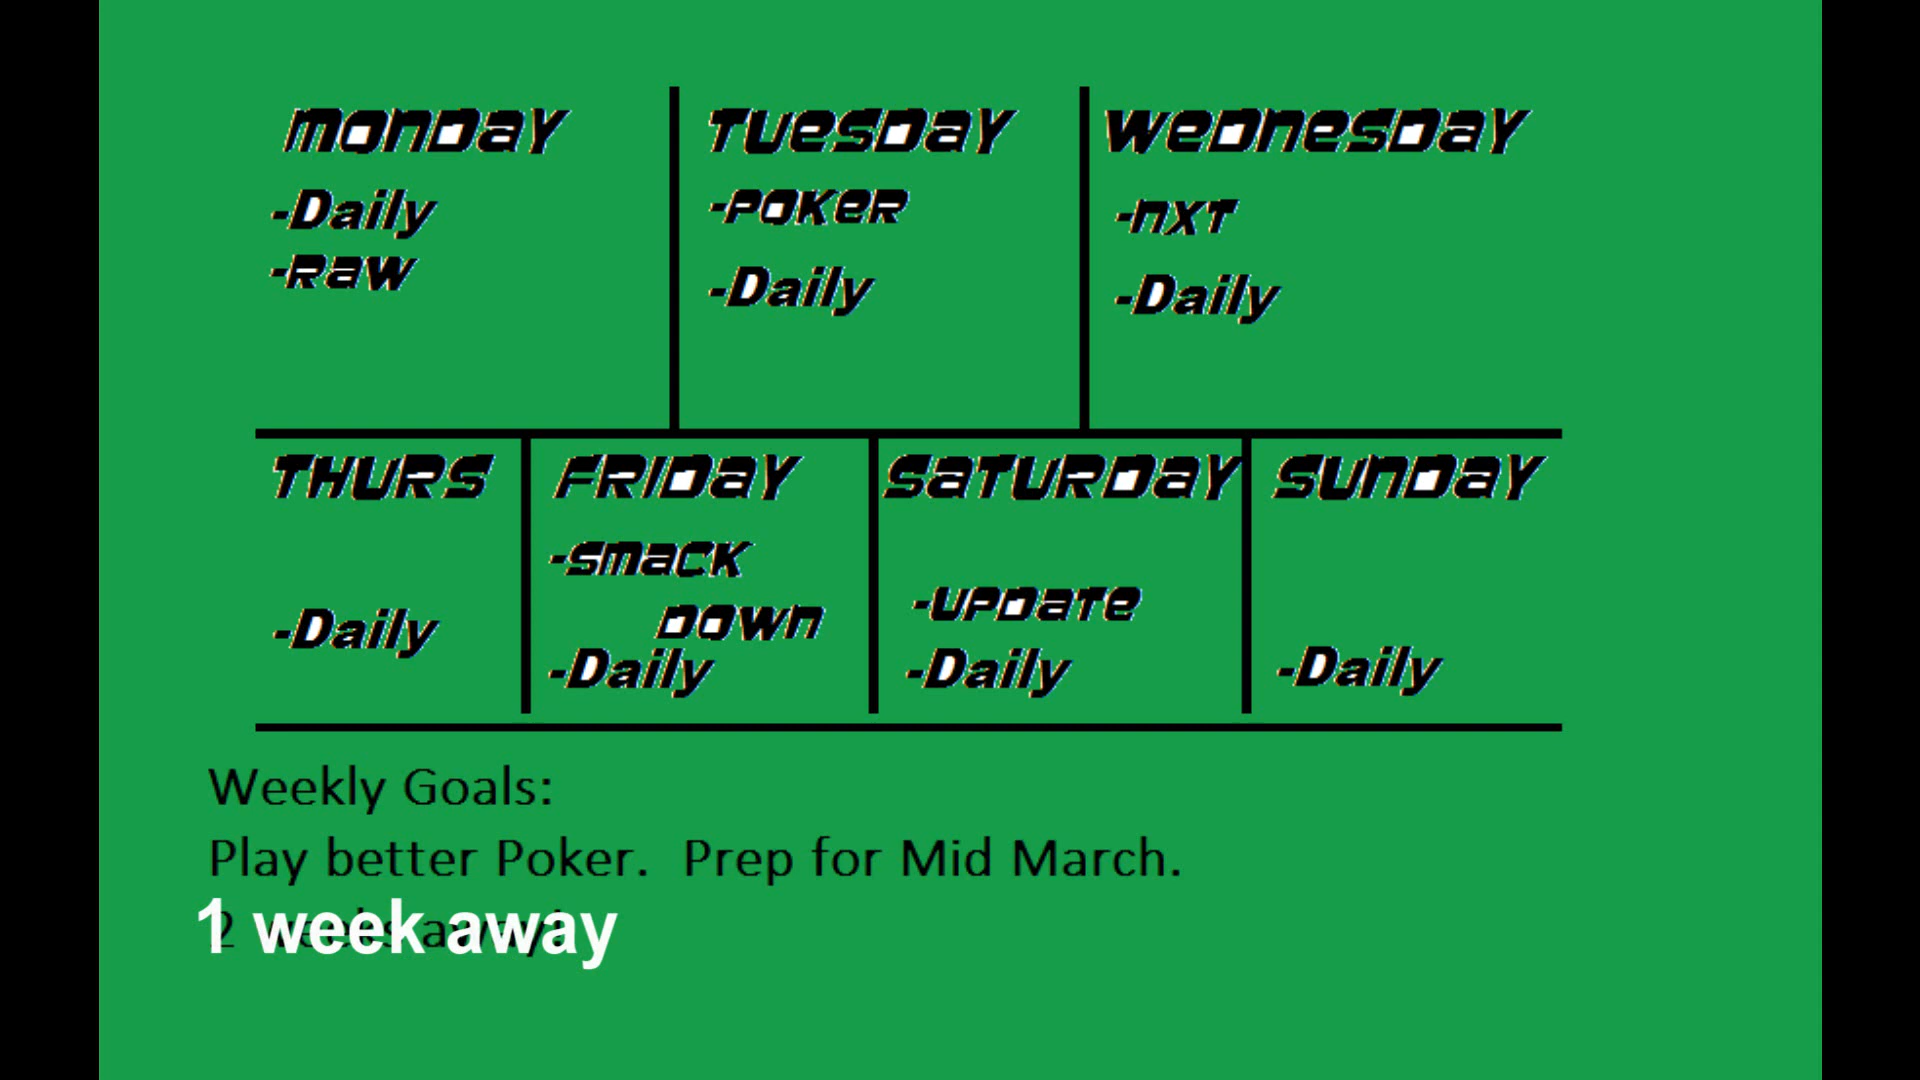 MONDAY
-Daily
-RAW
TUESDAY
-POKER
-Daily
WEDNESDAY
-NXT
-Daily
THURS
-Daily
FRIDAY
-SMACK
DOWN
-Daily
SATURDAY
-UPDATE
-Daily
SUNDAY
-Daily
Weekly Goals:
Play better Poker. Prep for Mid March.
1 week away